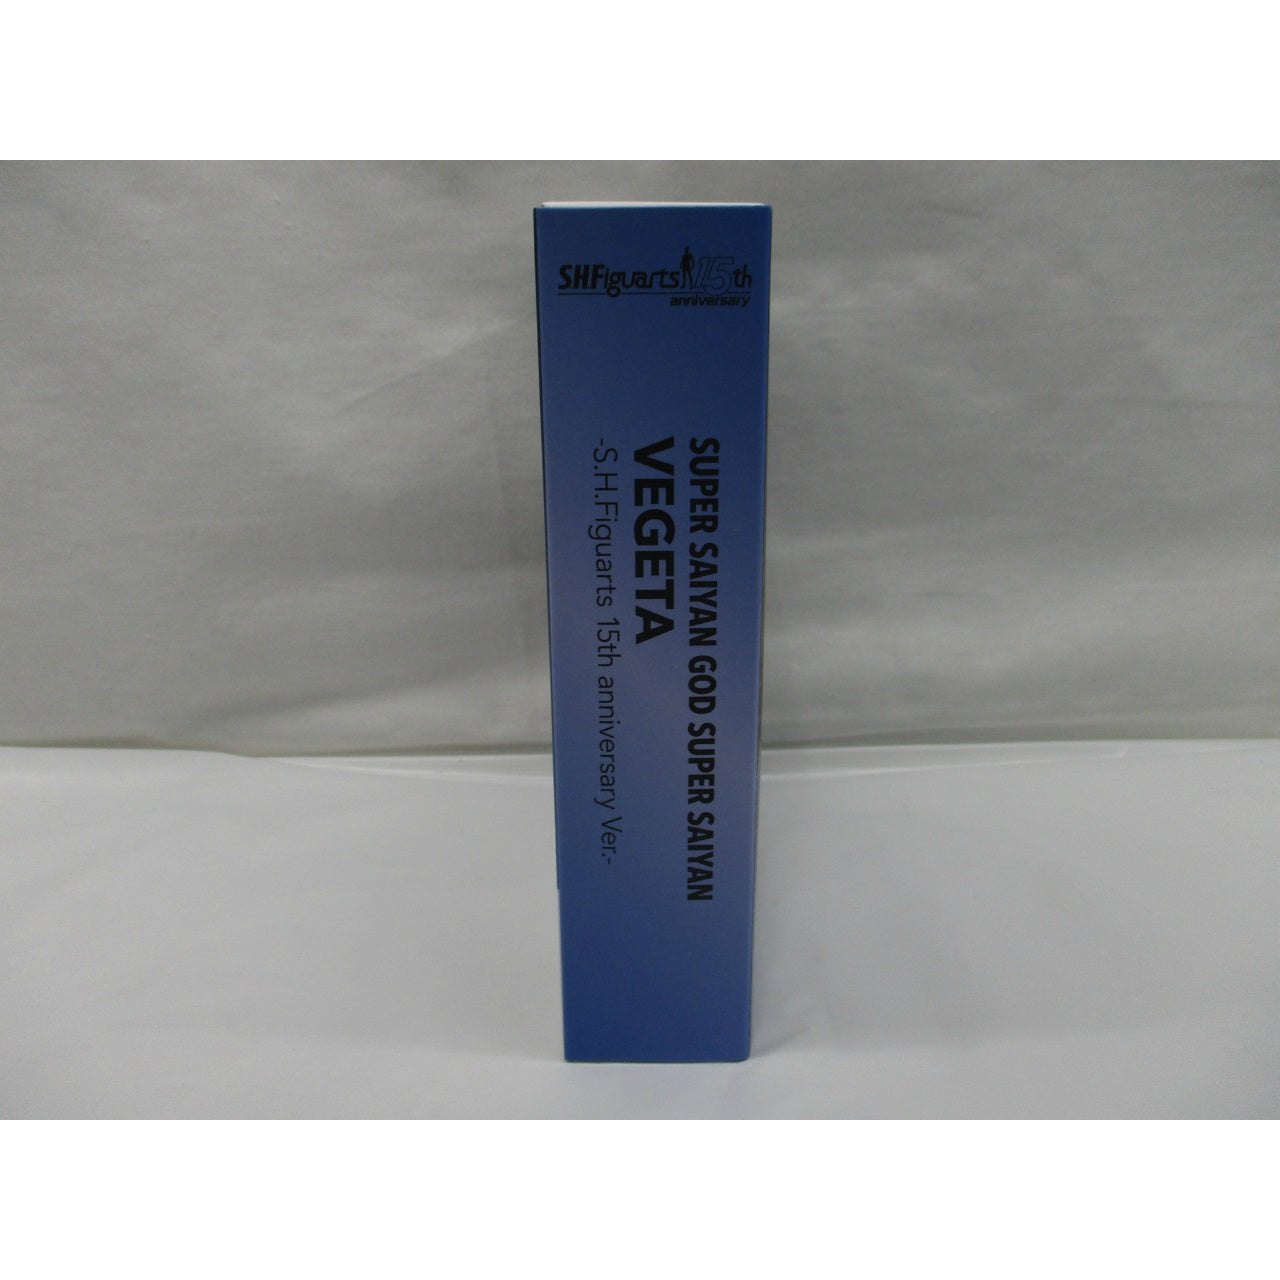 S.H.Figuarts 15th
anniversary
SUPER SAIYAN GOD SUPER SAIYAN
VEGETA
-S.H.Figuarts 15th anniversary Ver.-